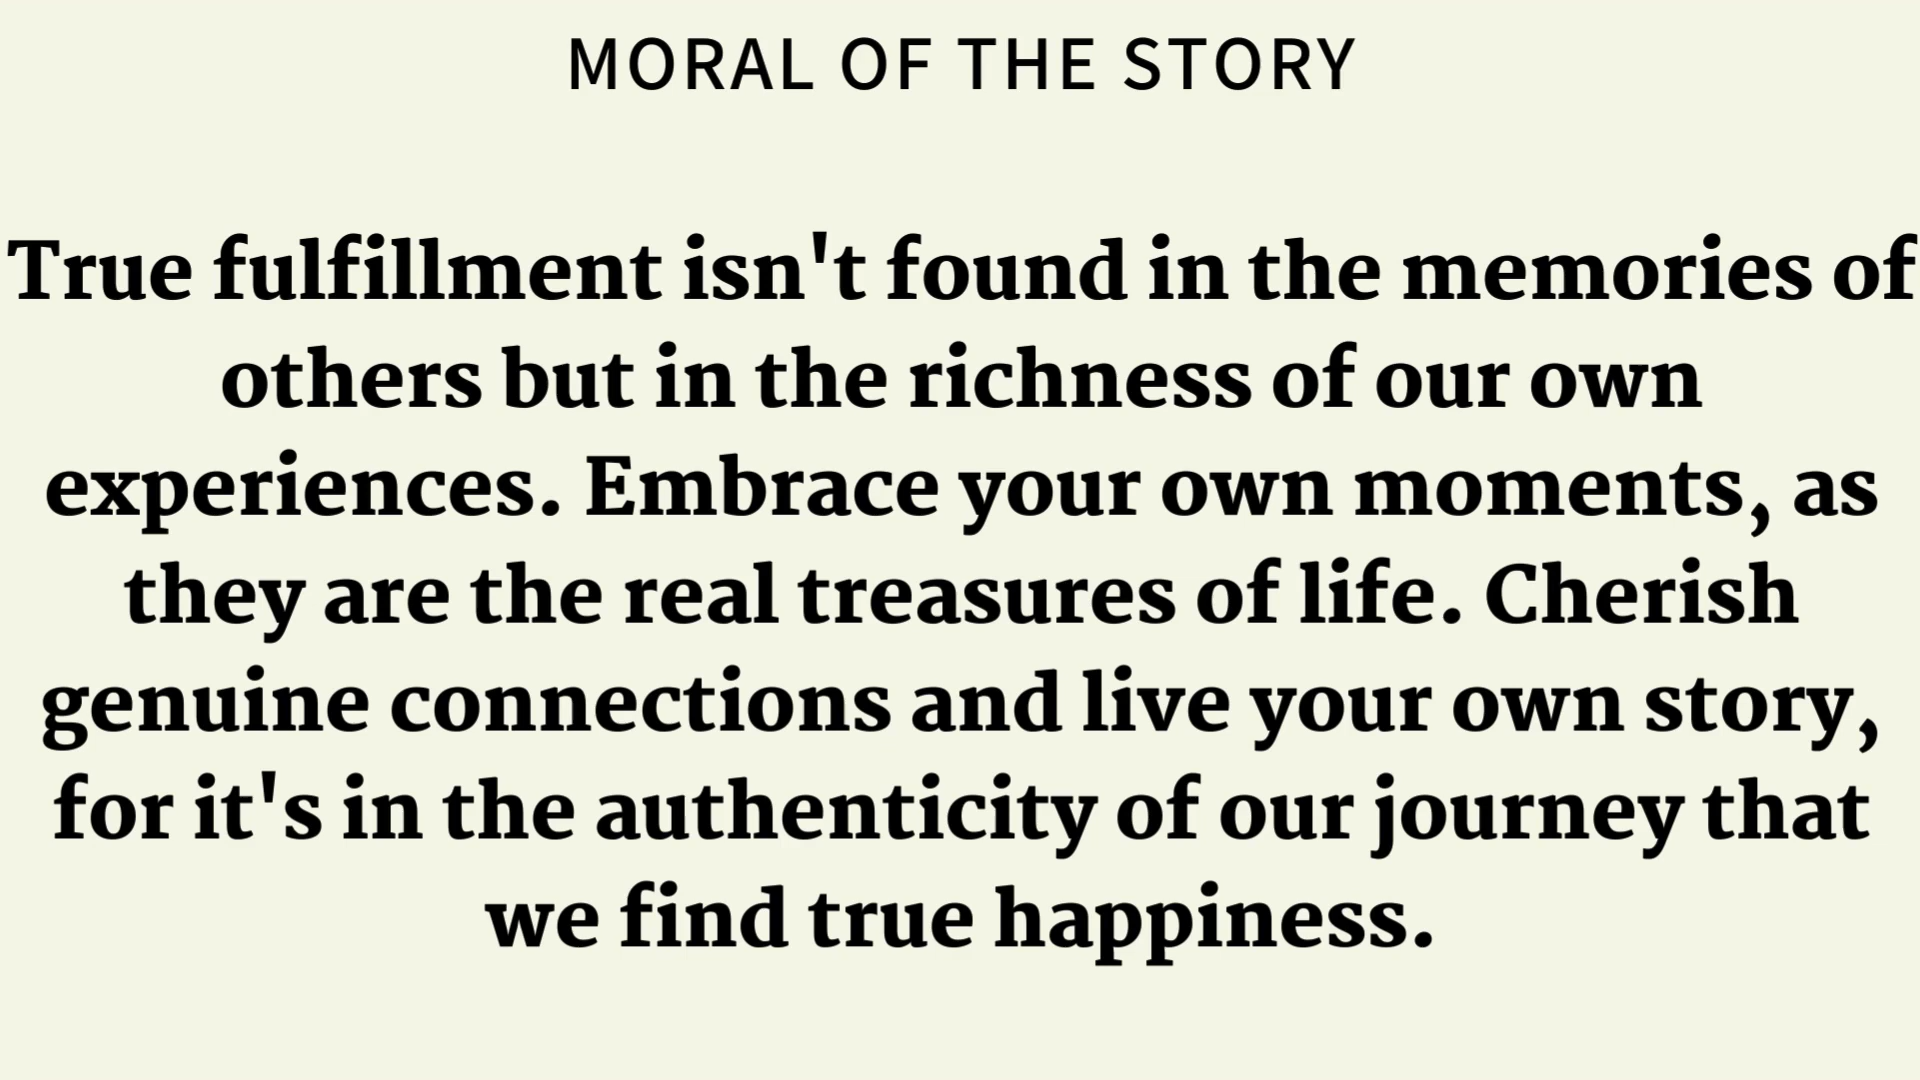 MORAL OF THE STORY
True fulfillment isn't found in the memories of
others but in the richness of our own
experiences. Embrace your own moments, as
they are the real treasures of life. Cherish
genuine connections and live your own story,
for it's in the authenticity of our journey that
we find true happiness.